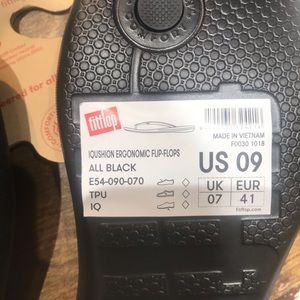 COMFORT
fitflop
MADE IN VIETNAM
F0030 1018
IQUSHION ERGONOMIC FLIP-FLOPS
ALL BLACK
E54-090-070
TPU
IQ
US 09
UK EUR
07 41
fitflop.com